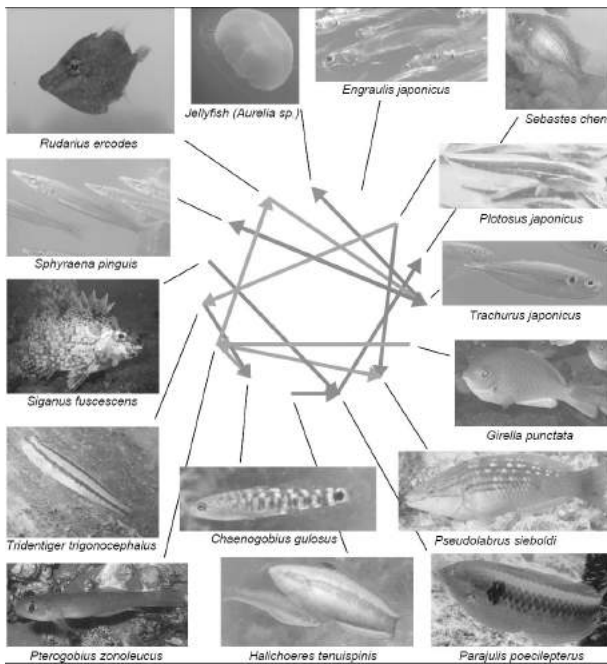 Engraulis japonicus
Jellyfish (Aurelia sp.)
Sebastes cheni
Rudarius ercodes
Plotosus japonicus
Sphyraena pinguis
Trachurus japonicus
Siganus fuscescens
Girella punctata
Chaenogobius gulosus
Pseudolabrus sieboldi
Tridentiger trigonocephalus
Pterogobius zonoleucus
Halichoeres tenuispinis
Parajulis poecilepterus